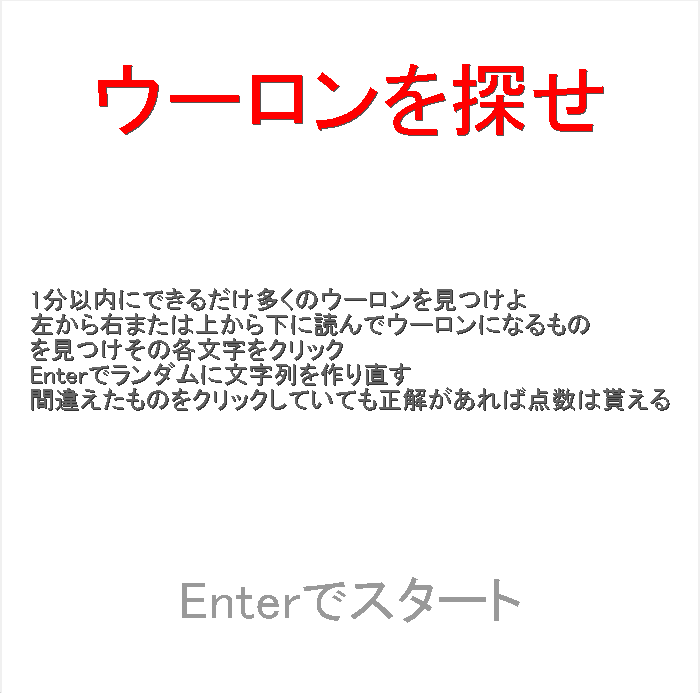 ウーロンを探せ
1分以内にできるだけ多くのウーロンを見つけよ
左から右または上から下に読んでウーロンになるもの
を見つけその各文字をクリック
Enterでランダムに文字列を作り直す
間違えたものをクリックしていても正解があれば点数は貰える
Enterでスタート